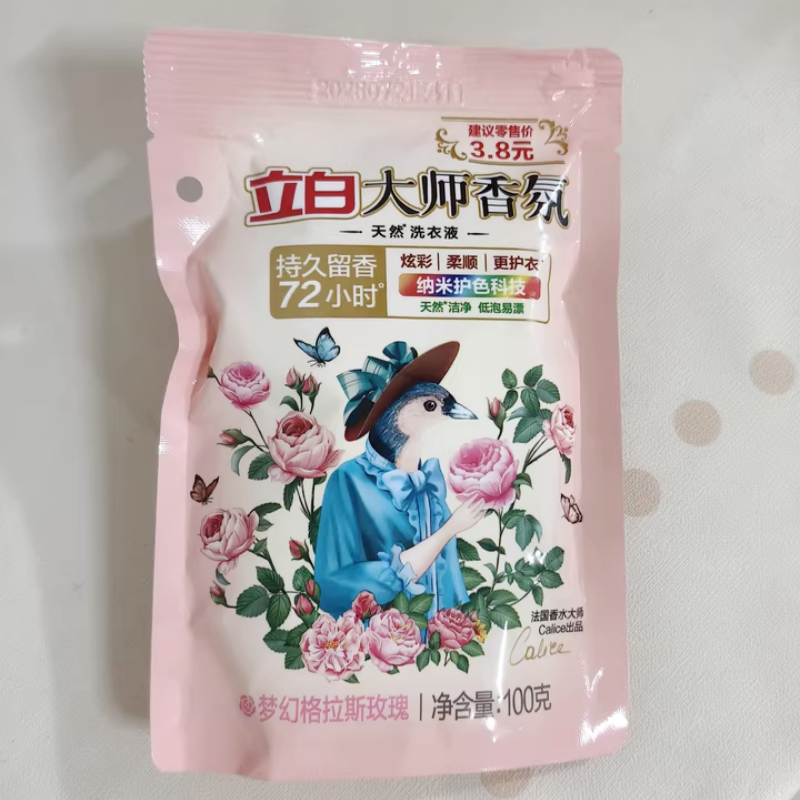 建议零售价
3.8元
立白大师香氛
天然*洗衣液
持久留香
72小时°
炫彩|柔顺|更护衣^
纳米护色科技
天然*洁净 低泡易漂
法国香水大师
Calice出品
Calice
梦幻格拉斯玫瑰|净含量:100克